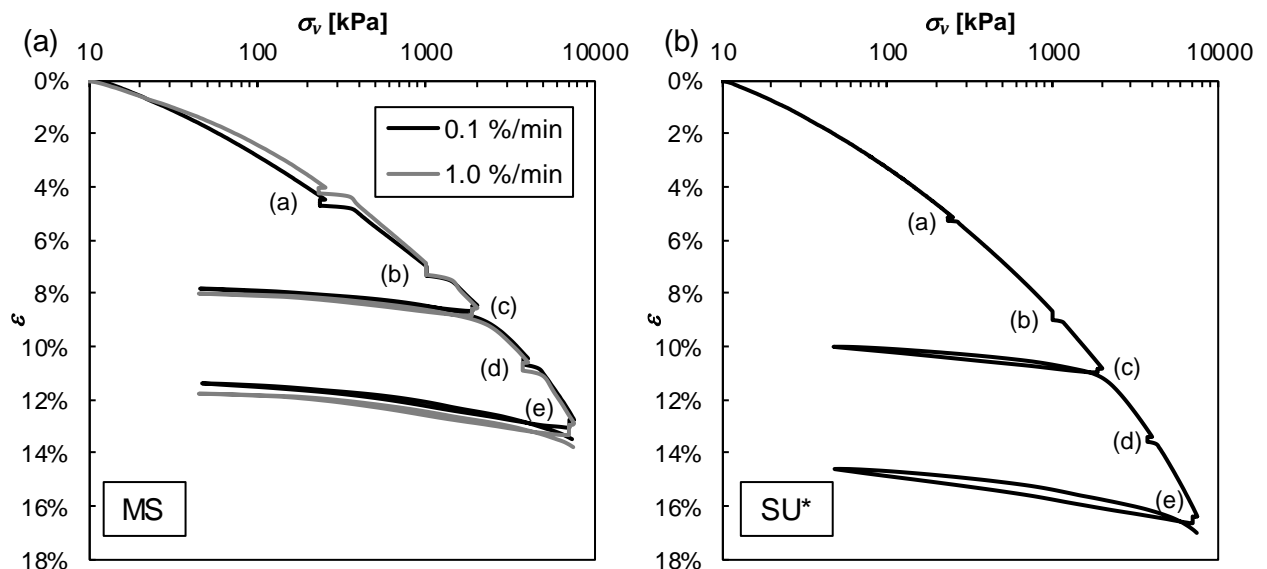 (a)
σv [kPa]
10 100 1000 10000
0%
2%
4%
6%
8%
10%
12%
14%
16%
18%
ε
0.1 %/min
1.0 %/min
(a)
(b)
(c)
(d)
(e)
MS
(b)
σv [kPa]
10 100 1000 10000
0%
2%
4%
6%
8%
10%
12%
14%
16%
18%
ε
(a)
(b)
(c)
(d)
(e)
SU*